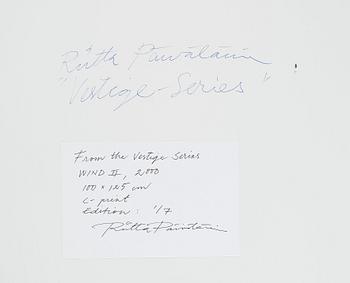 Riitta Päiväläinen
"Vestige-Series"
From the Vestige Series
WIND II, 2000
100 x 125 cm
C-print
Edition: 1/7
Riitta Päiväläinen